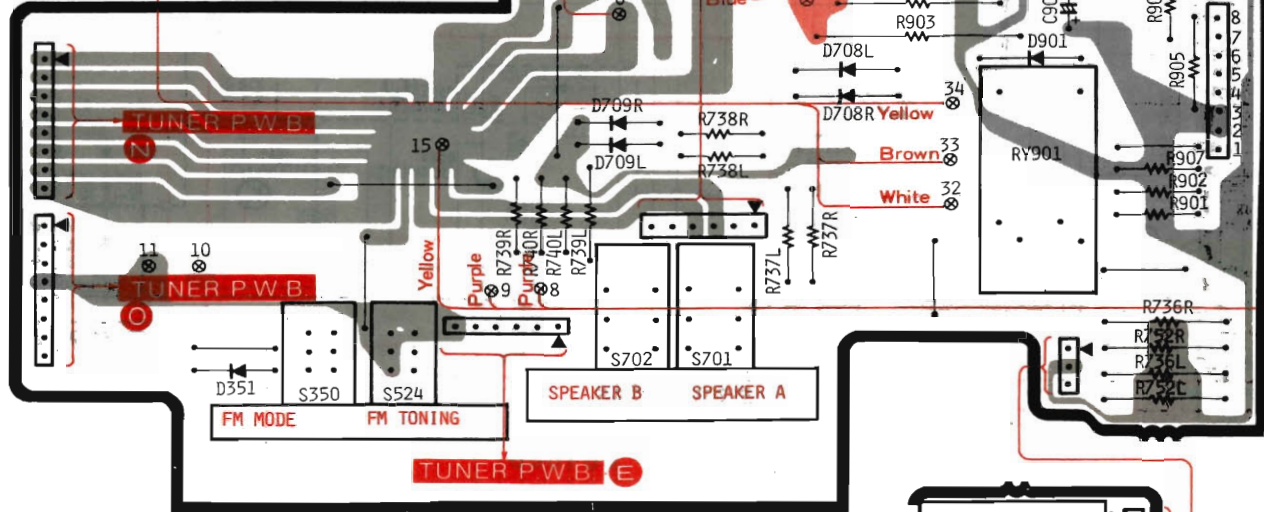 Blue
R903
D708L
D901
R905
8
7
6
5
4
3
2
1
D709R
34
D708R Yellow
TUNER P.W.B.
N
15
R738R
D709L
R738L
33
Brown
RY901
R907
R902
R901
32
White
11
10
Yellow
Purple
R739R
R740R
R740L
R739L
R737L
R737R
Purple
TUNER P.W.B.
O
9
8
R736R
R752R
R736L
R752L
D351
S350
S524
S702
S701
FM MODE
FM TONING
SPEAKER B
SPEAKER A
TUNER P.W.B.
E